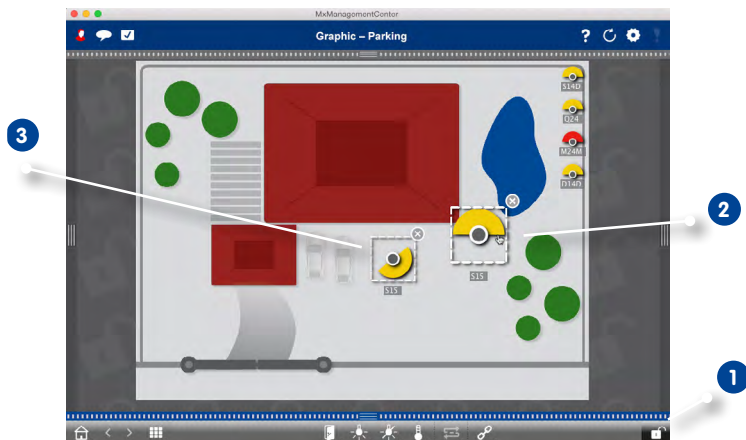 MxManagementCenter
Graphic – Parking
?
S14D
Q24
M24M
D14D
3
2
S15
S15
1